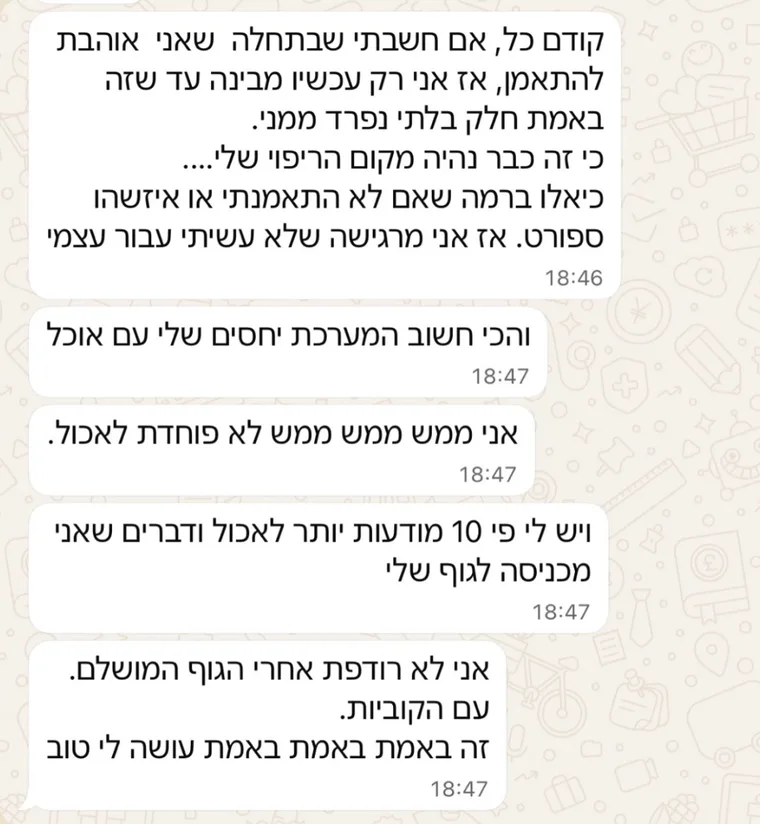 קודם כל, אם חשבתי שבתחלה שאני אוהבת
להתאמן, אז אני רק עכשיו מבינה עד שזה
באמת חלק בלתי נפרד ממני.
כי זה כבר נהיה מקום הריפוי שלי....
כיאלו ברמה שאם לא התאמנתי או איזשהו
ספורט. אז אני מרגישה שלא עשיתי עבור עצמי
18:46
והכי חשוב המערכת יחסים שלי עם אוכל
18:47
אני ממש ממש ממש לא פוחדת לאכול.
18:47
ויש לי פי 10 מודעות יותר לאכול ודברים שאני
מכניסה לגוף שלי
18:47
אני לא רודפת אחרי הגוף המושלם.
עם הקוביות.
זה באמת באמת באמת עושה לי טוב
18:47